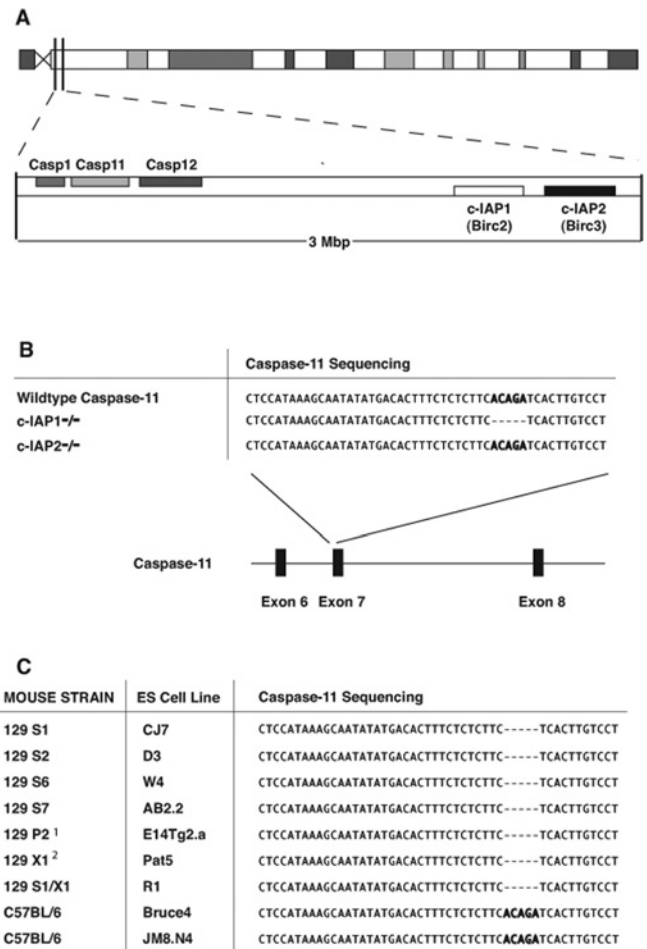 A
Casp1 Casp11 Casp12
c-IAP1 c-IAP2
(Birc2) (Birc3)
3 Mbp
B
Caspase-11 Sequencing
Wildtype Caspase-11 CTCCATAAAGCAATATATGACACTTTCTCTCTTCACAGATCACTTGTCCT
c-IAP1-/- CTCCATAAAGCAATATATGACACTTTCTCTCTTC-----TCACTTGTCCT
c-IAP2-/- CTCCATAAAGCAATATATGACACTTTCTCTCTTCACAGATCACTTGTCCT
Caspase-11
Exon 6 Exon 7 Exon 8
C
MOUSE STRAIN ES Cell Line Caspase-11 Sequencing
129 S1 CJ7 CTCCATAAAGCAATATATGACACTTTCTCTCTTC-----TCACTTGTCCT
129 S2 D3 CTCCATAAAGCAATATATGACACTTTCTCTCTTC-----TCACTTGTCCT
129 S6 W4 CTCCATAAAGCAATATATGACACTTTCTCTCTTC-----TCACTTGTCCT
129 S7 AB2.2 CTCCATAAAGCAATATATGACACTTTCTCTCTTC-----TCACTTGTCCT
129 P2 1 E14Tg2.a CTCCATAAAGCAATATATGACACTTTCTCTCTTC-----TCACTTGTCCT
129 X1 2 Pat5 CTCCATAAAGCAATATATGACACTTTCTCTCTTC-----TCACTTGTCCT
129 S1/X1 R1 CTCCATAAAGCAATATATGACACTTTCTCTCTTC-----TCACTTGTCCT
C57BL/6 Bruce4 CTCCATAAAGCAATATATGACACTTTCTCTCTTCACAGATCACTTGTCCT
C57BL/6 JM8.N4 CTCCATAAAGCAATATATGACACTTTCTCTCTTCACAGATCACTTGTCCT